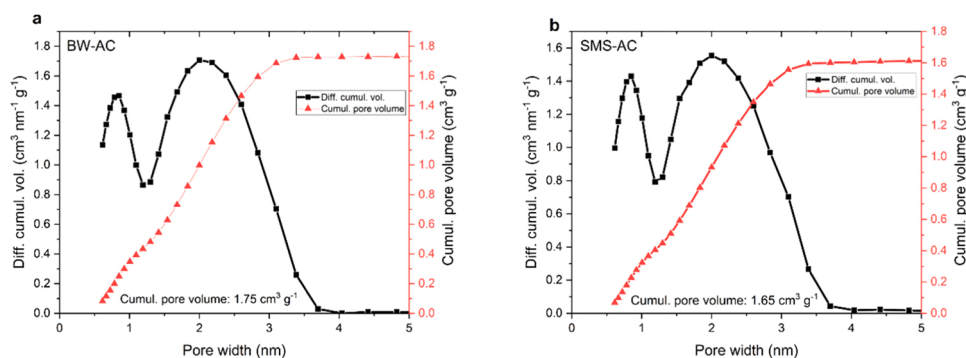 a
BW-AC
Diff. cumul. vol.
Cumul. pore volume
Cumul. pore volume: 1.75 cm³ g⁻¹
Diff. cumul. vol. (cm³ nm⁻¹ g⁻¹)
1.8
1.6
1.4
1.2
1.0
0.8
0.6
0.4
0.2
0.0
0 1 2 3 4 5
Pore width (nm)
1.8
1.6
1.4
1.2
1.0
0.8
0.6
0.4
0.2
0.0
Cumul. pore volume (cm³ g⁻¹)
b
SMS-AC
Diff. cumul. vol.
Cumul. pore volume
Cumul. pore volume: 1.65 cm³ g⁻¹
Diff. cumul. vol. (cm³ nm⁻¹ g⁻¹)
1.6
1.4
1.2
1.0
0.8
0.6
0.4
0.2
0.0
0 1 2 3 4 5
Pore width (nm)
1.8
1.6
1.4
1.2
1.0
0.8
0.6
0.4
0.2
0.0
Cumul. pore volume (cm³ g⁻¹)